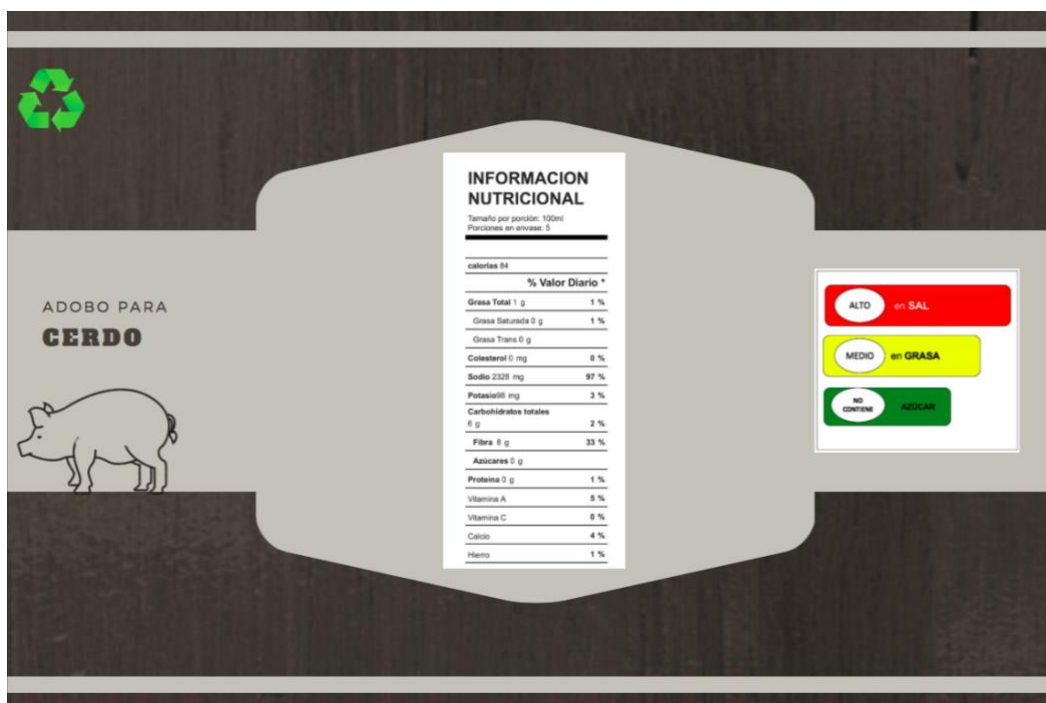 ADOBO PARA
CERDO
INFORMACION
NUTRICIONAL
Tamaño por porción: 100ml
Porciones en envase: 5
calorías 84
% Valor Diario *
Grasa Total 1 g 1 %
Grasa Saturada 0 g 1 %
Grasa Trans 0 g
Colesterol 0 mg 0 %
Sodio 2328 mg 97 %
Potasio98 mg 3 %
Carbohidratos totales
6 g 2 %
Fibra 8 g 33 %
Azúcares 0 g
Proteina 0 g 1 %
Vitamina A 5 %
Vitamina C 6 %
Calcio 4 %
Hierro 1 %
ALTO en SAL
MEDIO en GRASA
NO
CONTIENE AZÚCAR